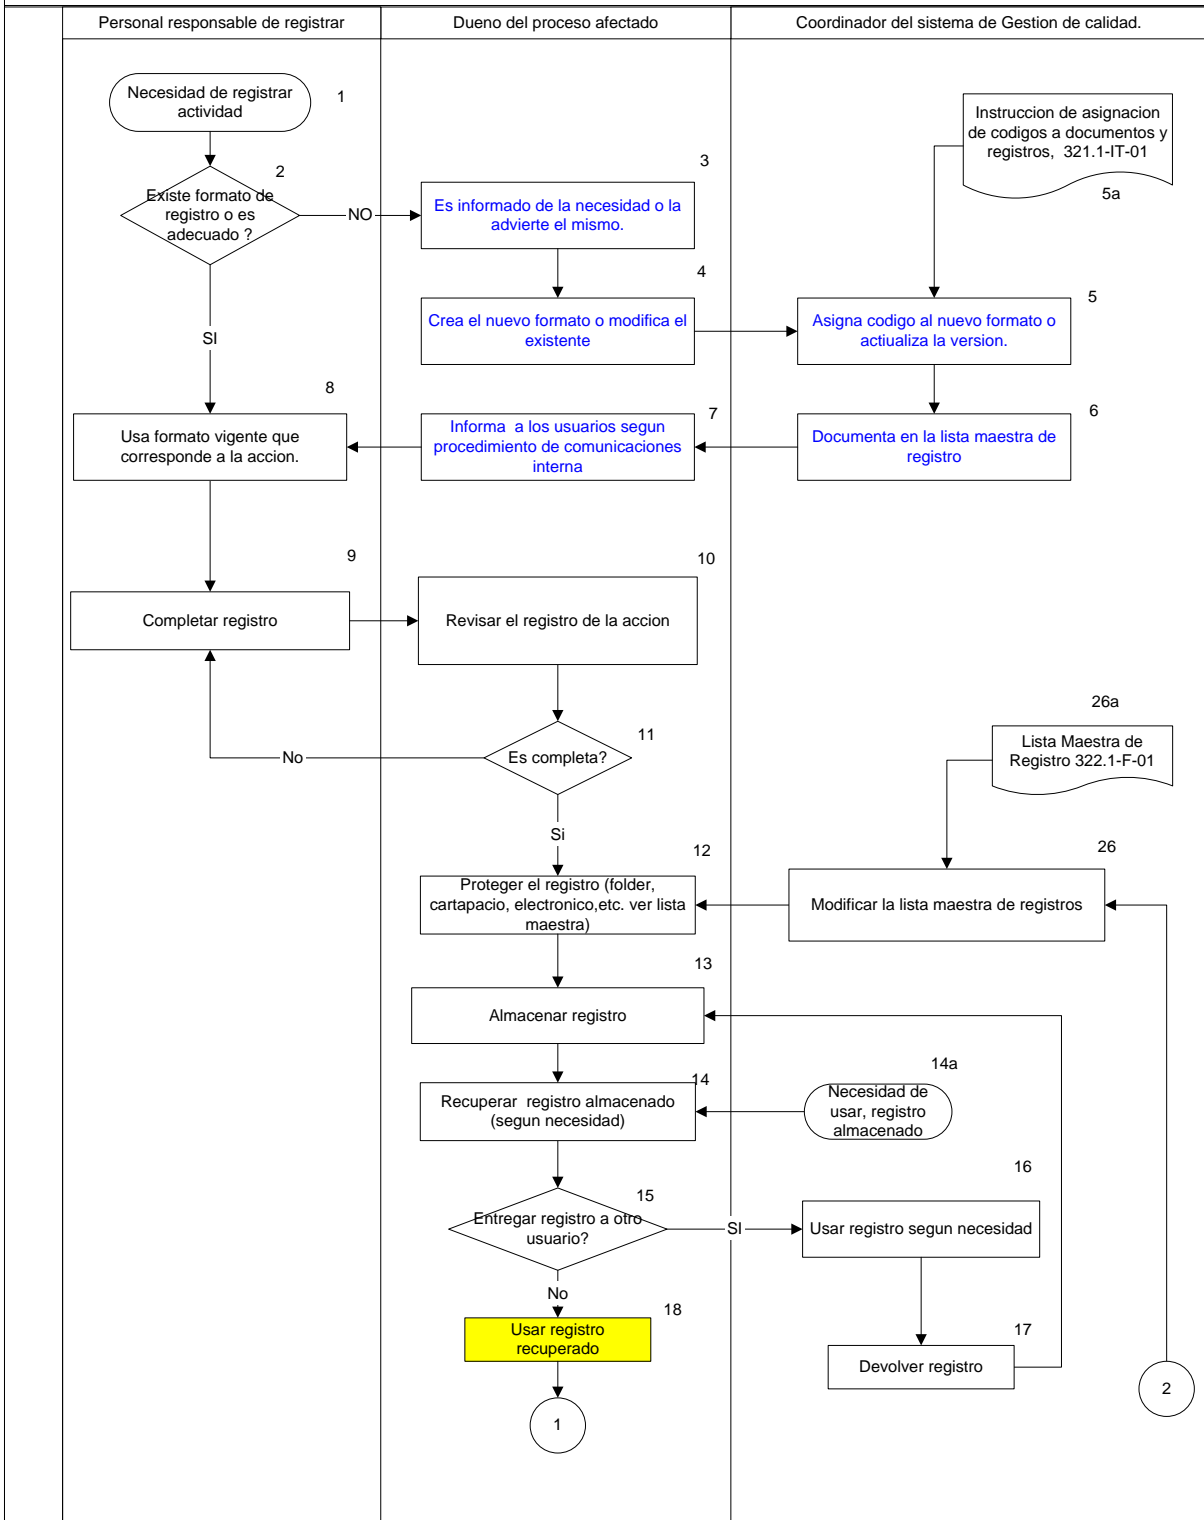 Personal responsable de registrar
Dueno del proceso afectado
Coordinador del sistema de Gestion de calidad.
Necesidad de registrar
actividad
1
Instruccion de asignacion
de codigos a documentos y
registros, 321.1-IT-01
5a
2
Existe formato de
registro o es
adecuado ?
NO
3
Es informado de la necesidad o la
advierte el mismo.
4
Crea el nuevo formato o modifica el
existente
5
Asigna codigo al nuevo formato o
actiualiza la version.
SI
8
Usa formato vigente que
corresponde a la accion.
7
Informa a los usuarios segun
procedimiento de comunicaciones
interna
6
Documenta en la lista maestra de
registro
9
Completar registro
10
Revisar el registro de la accion
11
Es completa?
No
Si
26a
Lista Maestra de
Registro 322.1-F-01
12
Proteger el registro (folder,
cartapacio, electronico,etc. ver lista
maestra)
26
Modificar la lista maestra de registros
13
Almacenar registro
14
Recuperar registro almacenado
(segun necesidad)
14a
Necesidad de
usar, registro
almacenado
15
Entregar registro a otro
usuario?
SI
16
Usar registro segun necesidad
No
18
Usar registro
recuperado
17
Devolver registro
1
2